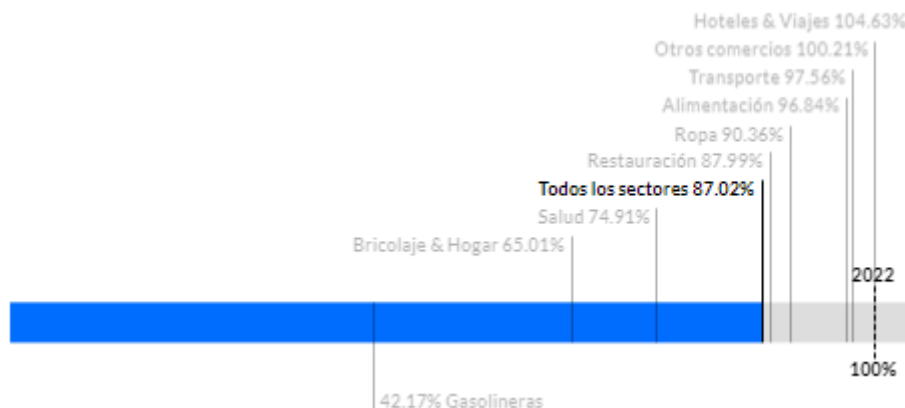 Hoteles & Viajes 104.63%
Otros comercios 100.21%
Transporte 97.56%
Alimentación 96.84%
Ropa 90.36%
Restauración 87.99%
Todos los sectores 87.02%
Salud 74.91%
Bricolaje & Hogar 65.01%
2022
100%
42.17% Gasolineras